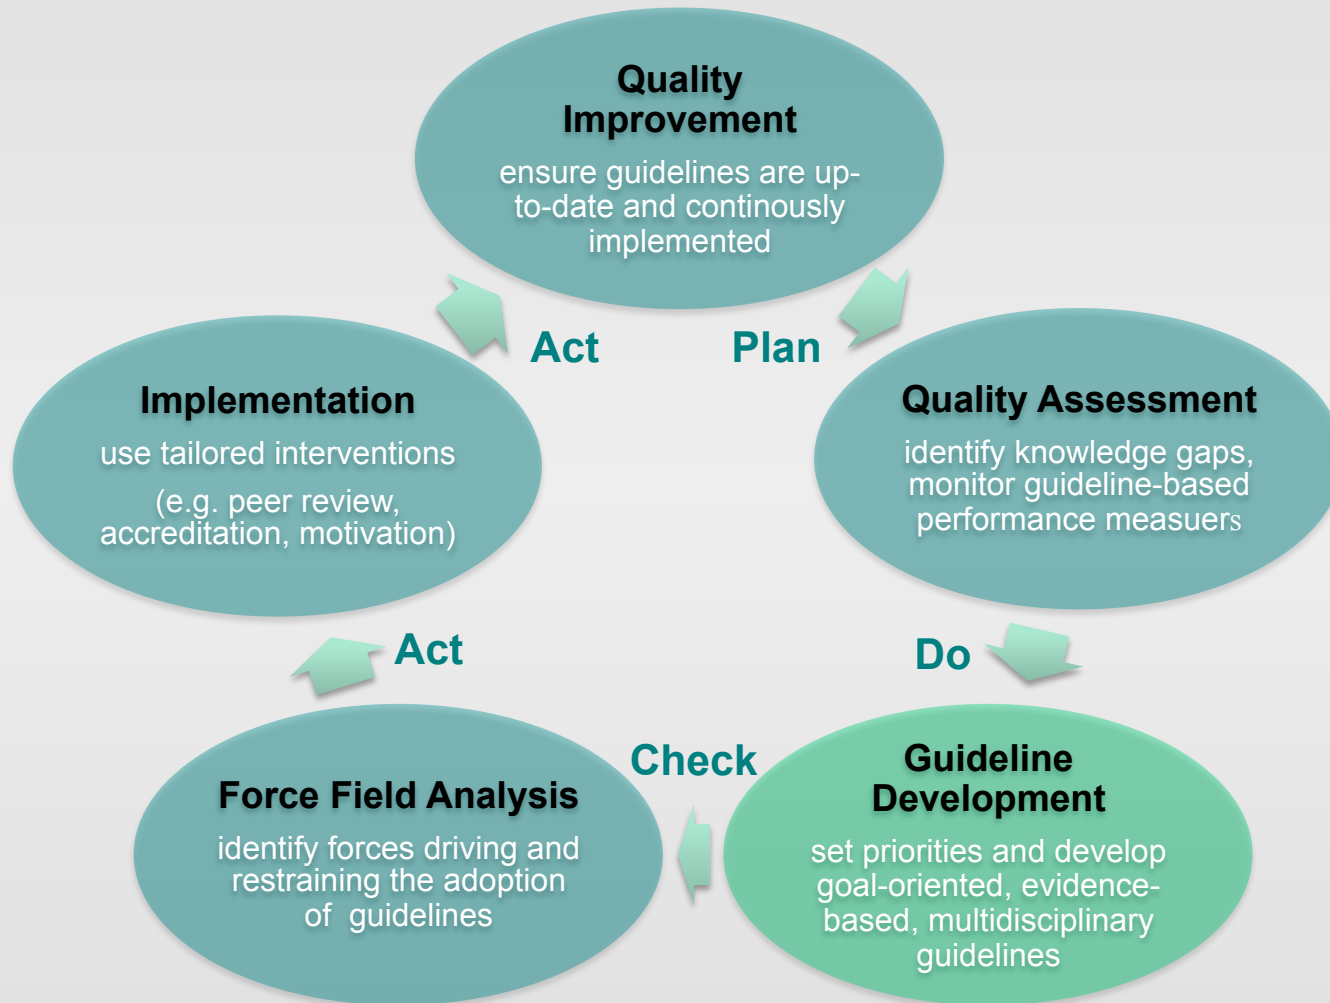 Quality
Improvement
ensure guidelines are up-
to-date and continously
implemented
Act
Plan
Implementation
use tailored interventions
(e.g. peer review,
accreditation, motivation)
Quality Assessment
identify knowledge gaps,
monitor guideline-based
performance measuers
Act
Do
Check
Force Field Analysis
identify forces driving and
restraining the adoption
of guidelines
Guideline
Development
set priorities and develop
goal-oriented, evidence-
based, multidisciplinary
guidelines